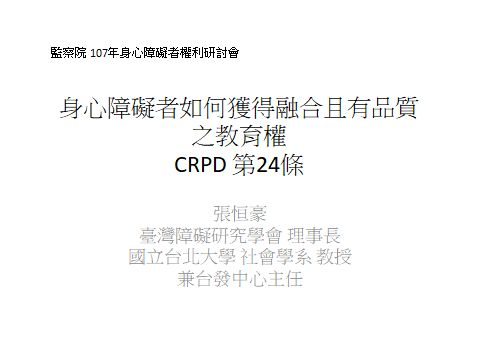 監察院 107年身心障礙者權利研討會
身心障礙者如何獲得融合且有品質
之教育權
CRPD 第24條
張恒豪
臺灣障礙研究學會 理事長
國立台北大學 社會學系 教授
兼台發中心主任